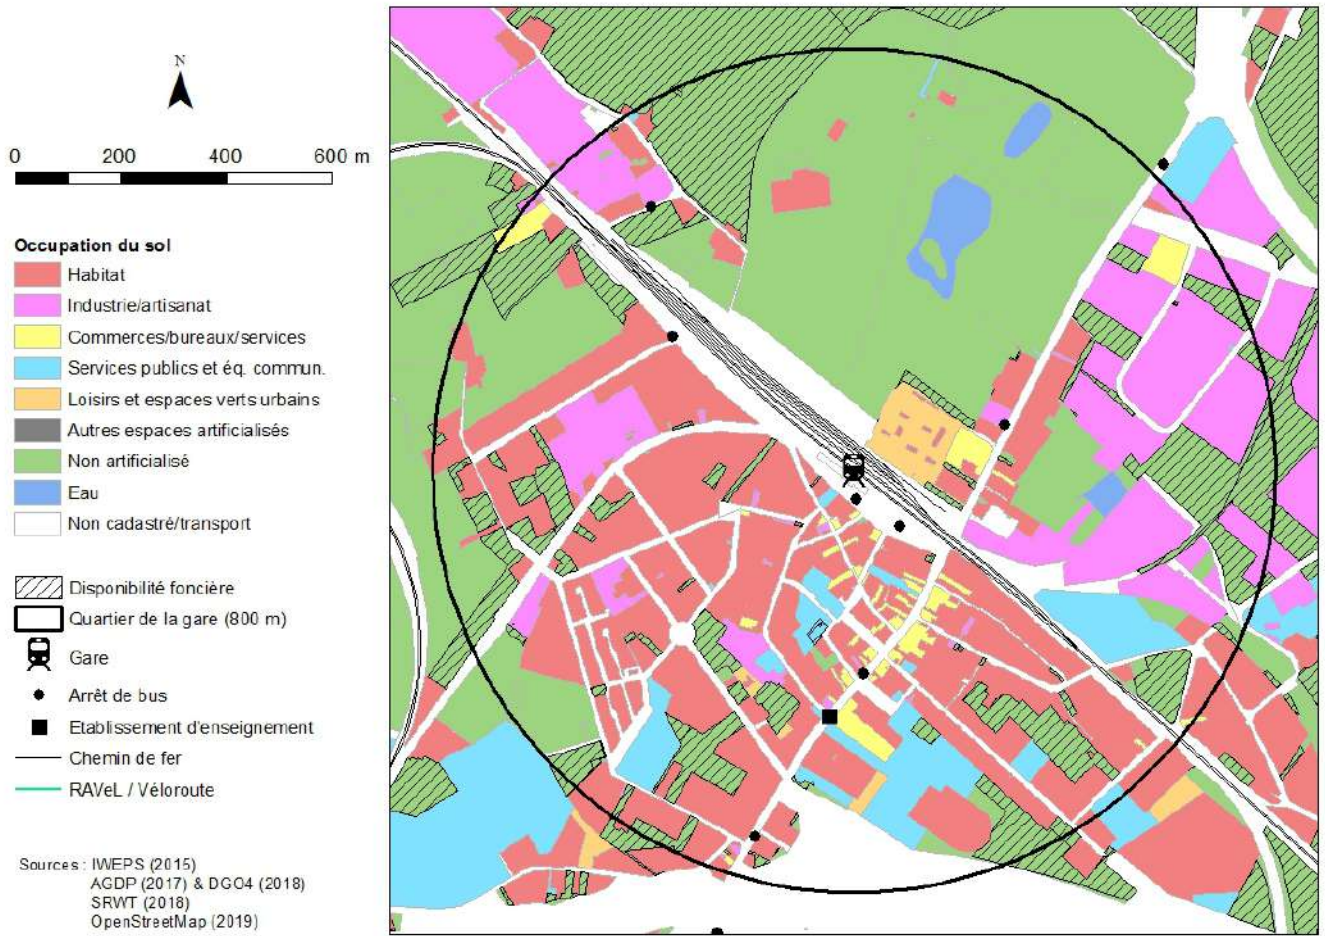 N
0 200 400 600 m
Occupation du sol
Habitat
Industrie/artisanat
Commerces/bureaux/services
Services publics et éq. commun.
Loisirs et espaces verts urbains
Autres espaces artificialisés
Non artificialisé
Eau
Non cadastré/transport
Disponibilité foncière
Quartier de la gare (800 m)
Gare
Arrêt de bus
Etablissement d'enseignement
Chemin de fer
RAVeL / Véloroute
Sources : IWEPS (2015)
AGDP (2017) & DGO4 (2018)
SRWT (2018)
OpenStreetMap (2019)